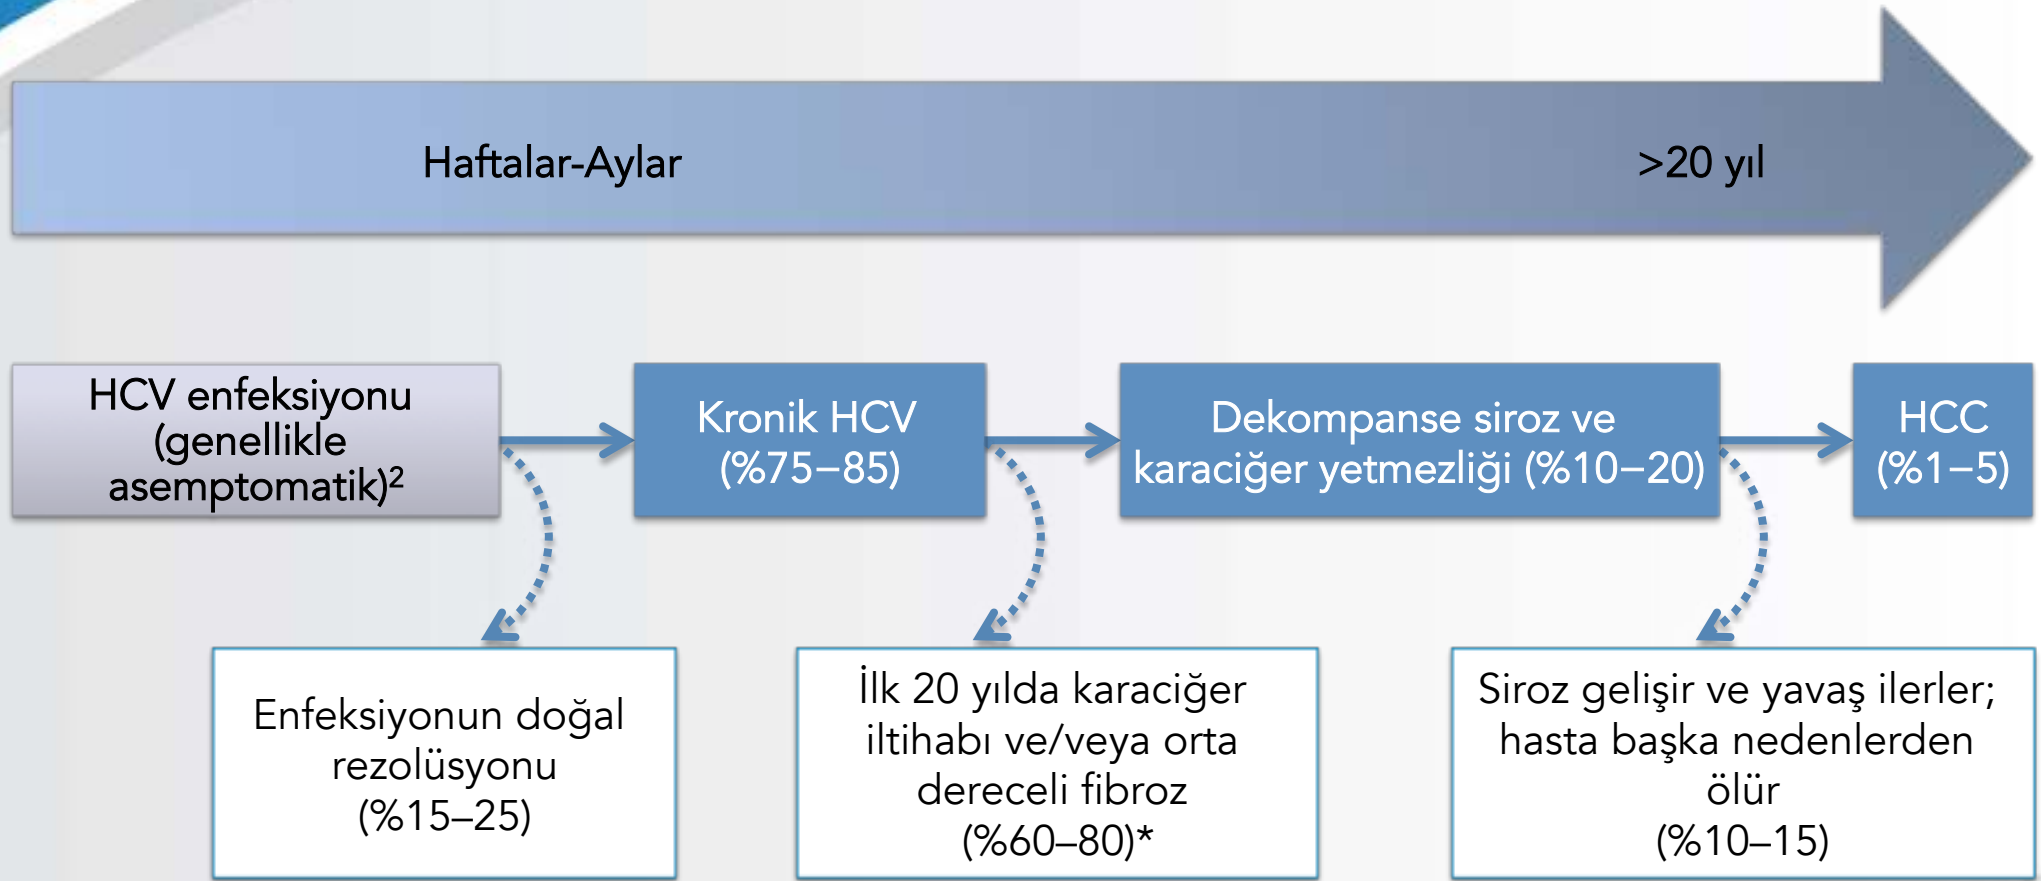 Haftalar-Aylar
>20 yıl
HCV enfeksiyonu
(genellikle
asemptomatik)²
Kronik HCV
(%75–85)
Dekompanse siroz ve
karaciğer yetmezliği (%10–20)
HCC
(%1–5)
Enfeksiyonun doğal
rezolüsyonu
(%15–25)
İlk 20 yılda karaciğer
iltihabı ve/veya orta
dereceli fibroz
(%60–80)*
Siroz gelişir ve yavaş ilerler;
hasta başka nedenlerden
ölür
(%10–15)